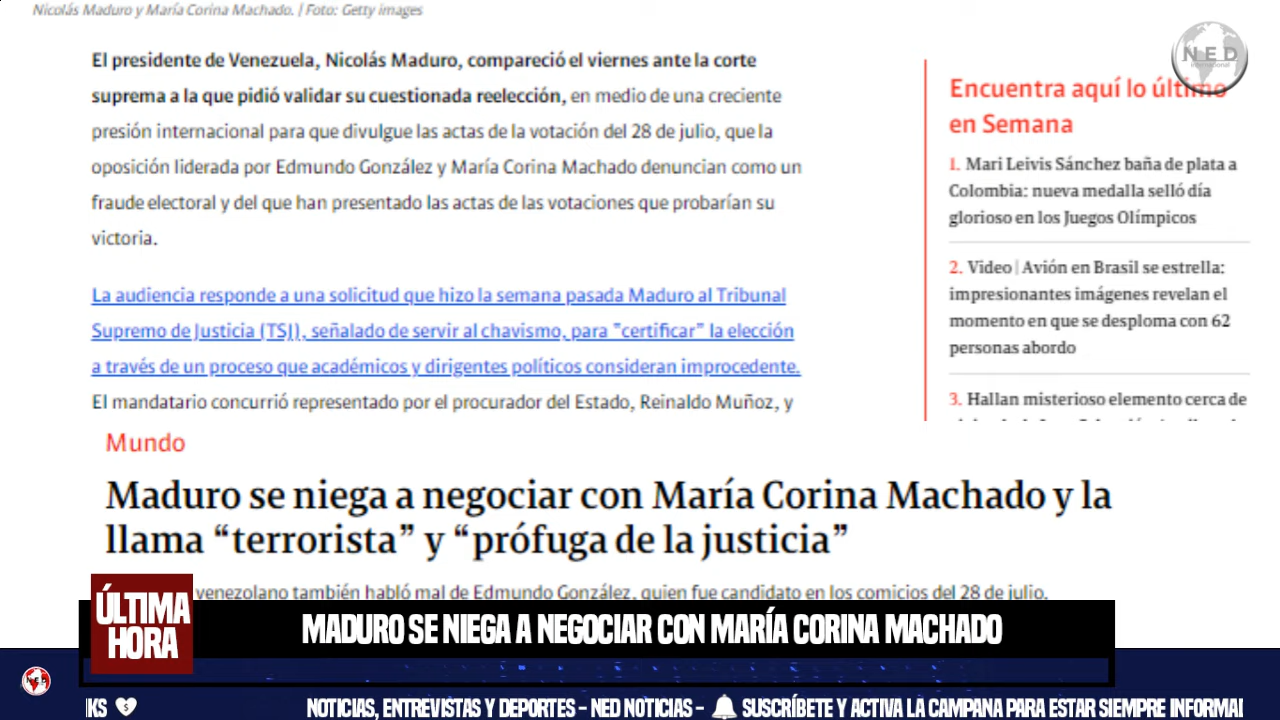 Nicolás Maduro y María Corina Machado. | Foto: Getty images
El presidente de Venezuela, Nicolás Maduro, compareció el viernes ante la corte
suprema a la que pidió validar su cuestionada reelección, en medio de una creciente
presión internacional para que divulgue las actas de la votación del 28 de julio, que la
oposición liderada por Edmundo González y María Corina Machado denuncian como un
fraude electoral y del que han presentado las actas de las votaciones que probarían su
victoria.
La audiencia responde a una solicitud que hizo la semana pasada Maduro al Tribunal
Supremo de Justicia (TSJ), señalado de servir al chavismo, para "certificar" la elección
a través de un proceso que académicos y dirigentes políticos consideran improcedente.
El mandatario concurrió representado por el procurador del Estado, Reinaldo Muñoz, y
NED
international
Encuentra aquí lo último
en Semana
1. Mari Leivis Sánchez baña de plata a
Colombia: nueva medalla selló día
glorioso en los Juegos Olímpicos
2. Video | Avión en Brasil se estrella:
impresionantes imágenes revelan el
momento en que se desploma con 62
personas abordo
3. Hallan misterioso elemento cerca de
Mundo
Maduro se niega a negociar con María Corina Machado y la
llama “terrorista” y “prófuga de la justicia”
venezolano también habló mal de Edmundo González, quien fue candidato en los comicios del 28 de julio.
ÚLTIMA
HORA
MADURO SE NIEGA A NEGOCIAR CON MARÍA CORINA MACHADO
NED
KS NOTICIAS, ENTREVISTAS Y DEPORTES - NED NOTICIAS - SUSCRÍBETE Y ACTIVA LA CAMPANA PARA ESTAR SIEMPRE INFORMA